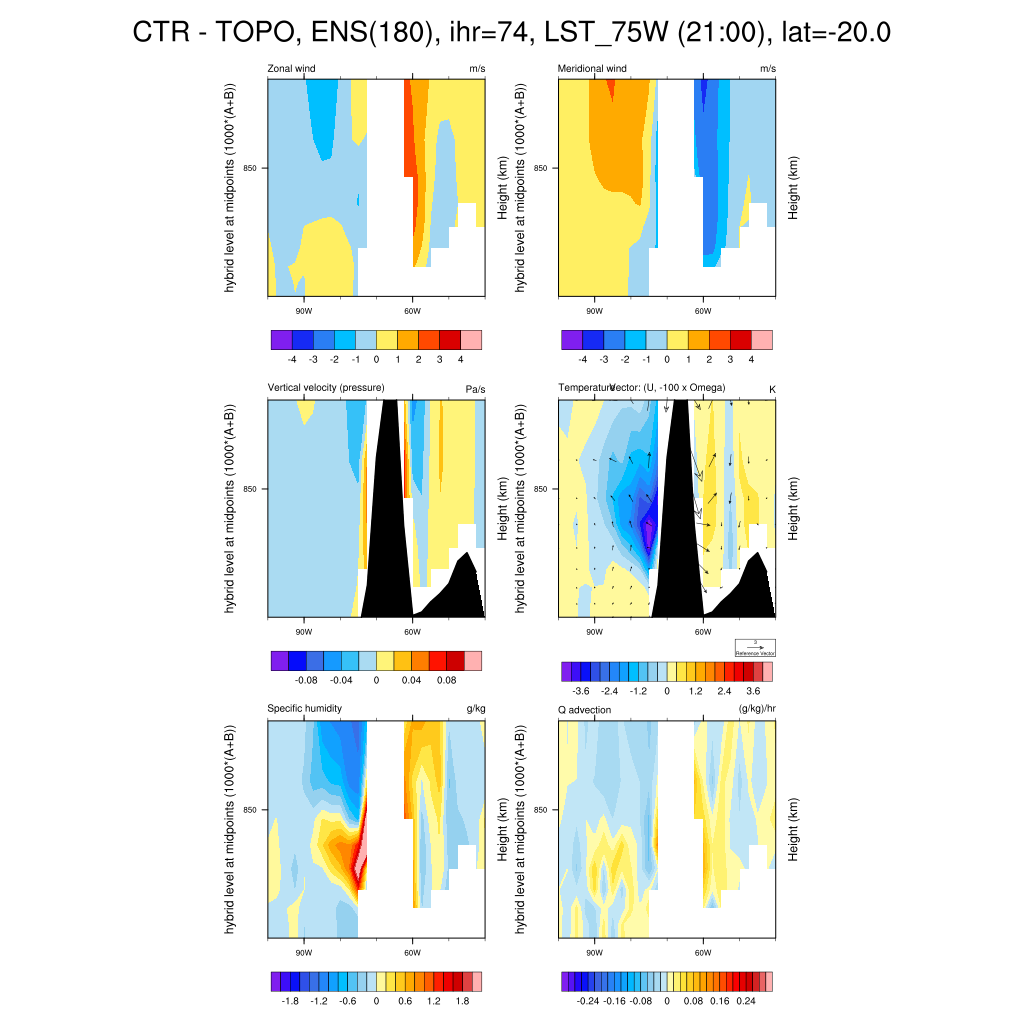 CTR - TOPO, ENS(180), ihr=74, LST_75W (21:00), lat=-20.0
Zonal wind m/s
hybrid level at midpoints (1000*(A+B))
850
Height (km)
90W 60W
-4 -3 -2 -1 0 1 2 3 4
Meridional wind m/s
hybrid level at midpoints (1000*(A+B))
850
Height (km)
90W 60W
-4 -3 -2 -1 0 1 2 3 4
Vertical velocity (pressure) Pa/s
hybrid level at midpoints (1000*(A+B))
850
Height (km)
90W 60W
-0.08 -0.04 0 0.04 0.08
Temperature Vector: (U, -100 x Omega) K
hybrid level at midpoints (1000*(A+B))
850
Height (km)
90W 60W
3
Reference Vector
-3.6 -2.4 -1.2 0 1.2 2.4 3.6
Specific humidity g/kg
hybrid level at midpoints (1000*(A+B))
850
Height (km)
90W 60W
-1.8 -1.2 -0.6 0 0.6 1.2 1.8
Q advection (g/kg)/hr
hybrid level at midpoints (1000*(A+B))
850
Height (km)
90W 60W
-0.24 -0.16 -0.08 0 0.08 0.16 0.24